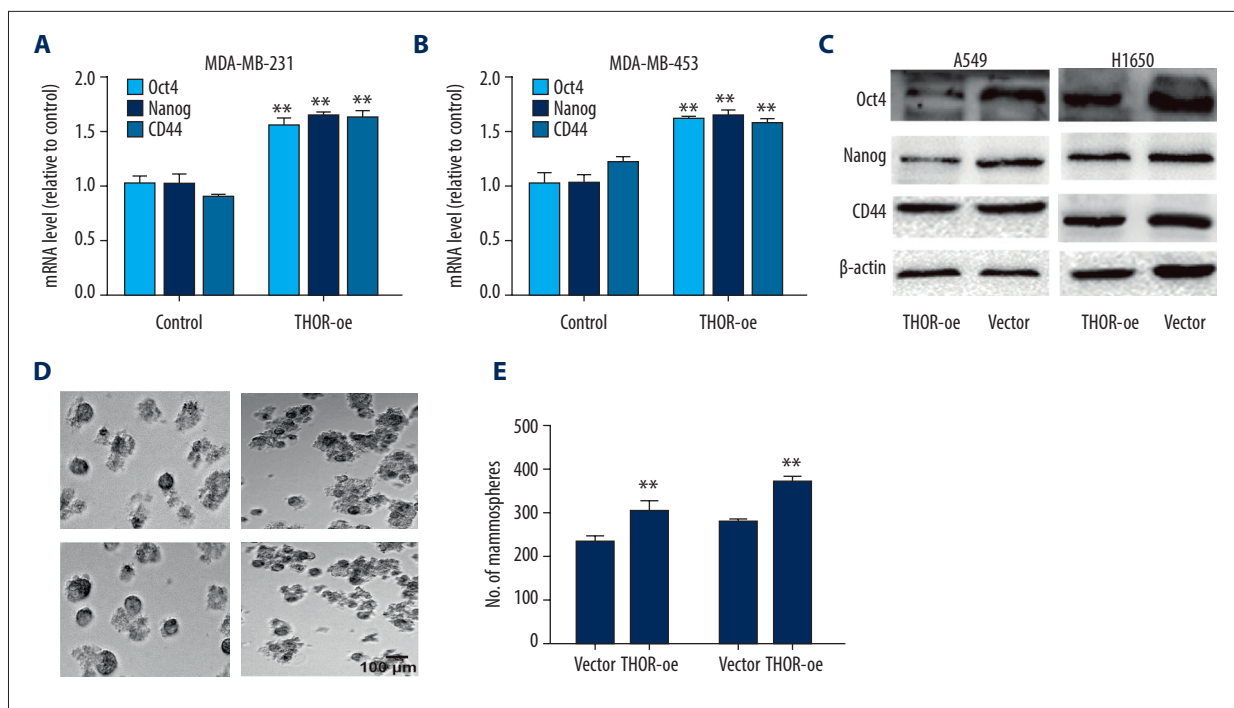 A
MDA-MB-231
mRNA level (relative to control)
2.0
1.5
1.0
0.5
0.0
Oct4
Nanog
CD44
** ** **
Control THOR-oe
B
MDA-MB-453
mRNA level (relative to control)
2.0
1.5
1.0
0.5
0.0
Oct4
Nanog
CD44
** ** **
Control THOR-oe
C
A549 H1650
Oct4
Nanog
CD44
β-actin
THOR-oe Vector THOR-oe Vector
D
100 μm
E
No. of mammospheres
500
400
300
200
100
0
**
**
Vector THOR-oe Vector THOR-oe